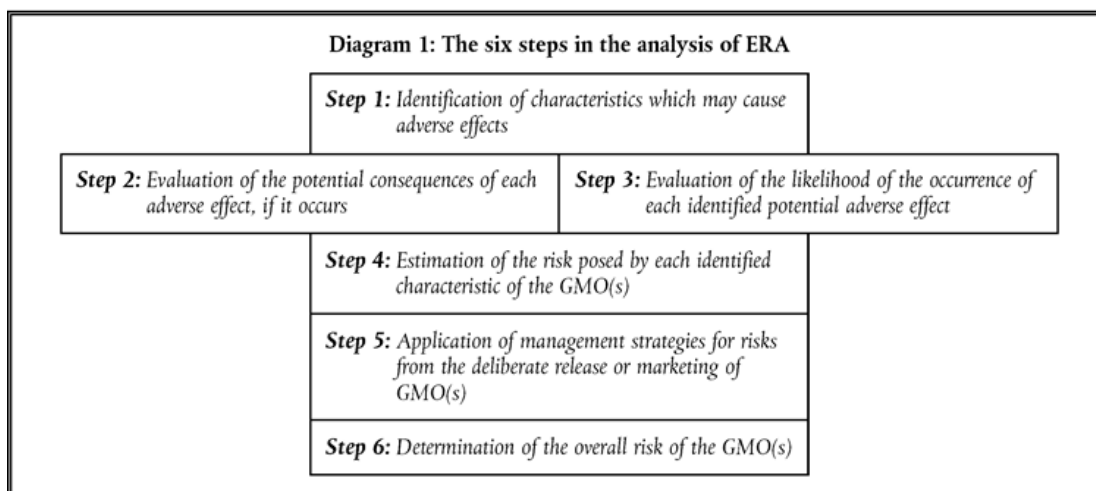 Diagram 1: The six steps in the analysis of ERA
Step 1: Identification of characteristics which may cause
adverse effects
Step 2: Evaluation of the potential consequences of each
adverse effect, if it occurs
Step 3: Evaluation of the likelihood of the occurrence of
each identified potential adverse effect
Step 4: Estimation of the risk posed by each identified
characteristic of the GMO(s)
Step 5: Application of management strategies for risks
from the deliberate release or marketing of
GMO(s)
Step 6: Determination of the overall risk of the GMO(s)